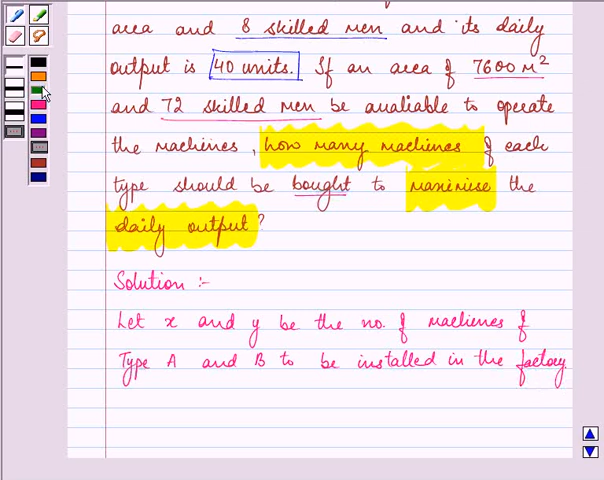 area and 8 skilled men and its daily
output is 40 units. If an area of 7600 M²
and 72 skilled men be avaliable to operate
the machines, how many machines of each
type should be bought to maximise the
daily output?
Solution :-
Let x and y be the no. of machines of
Type A and B to be installed in the factory.